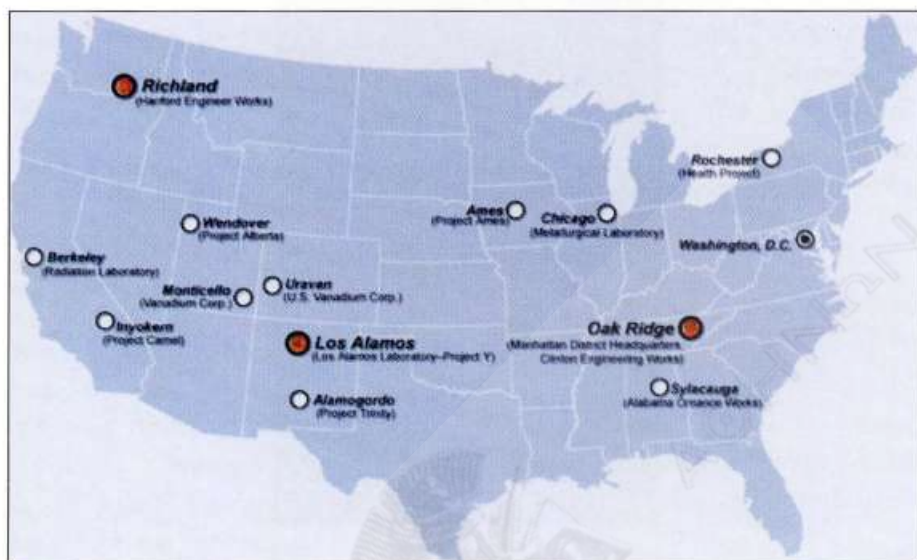 Richland
(Hanford Engineer Works)
Rochester
(Health Project)
Ames
(Project Ames)
Chicago
(Metallurgical Laboratory)
Wendover
(Project Alberta)
Washington, D.C.
Berkeley
(Radiation Laboratory)
Uravan
(U.S. Vanadium Corp.)
Monticello
(Vanadium Corp.)
Inyokern
(Project Camel)
Oak Ridge
(Manhattan District Headquarters,
Clinton Engineering Works)
Los Alamos
(Los Alamos Laboratory–Project Y)
Sylacauga
(Alabama Ornance Works)
Alamogordo
(Project Trinity)